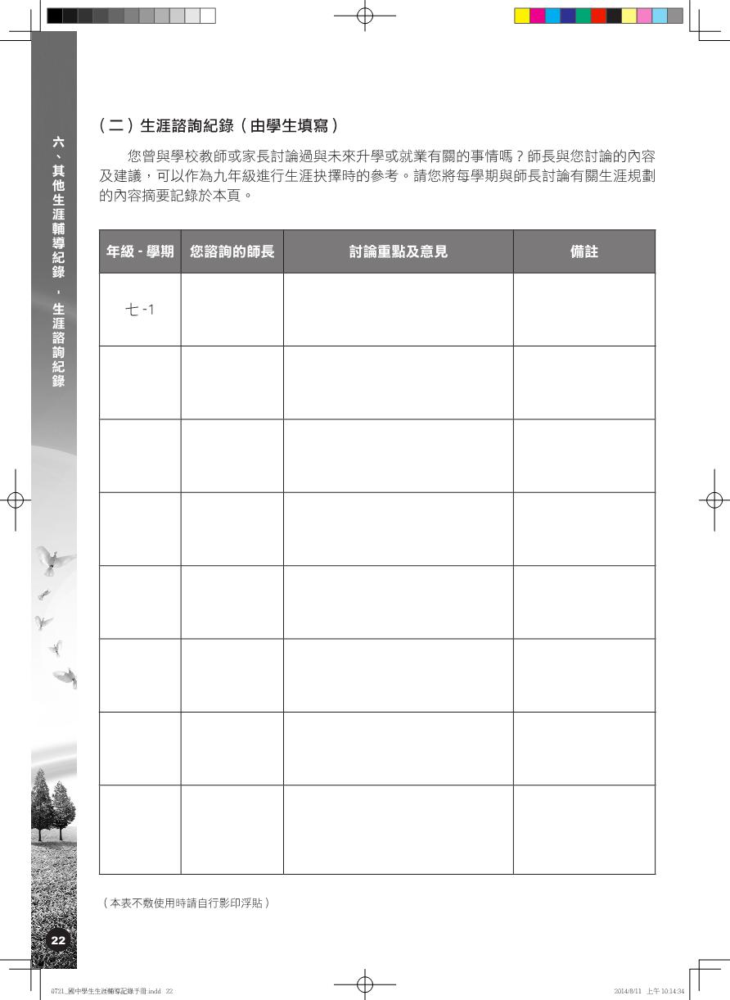 （二）生涯諮詢紀錄（由學生填寫）
您曾與學校教師或家長討論過與未來升學或就業有關的事情嗎？師長與您討論的內容
及建議，可以作為九年級進行生涯抉擇時的參考。請您將每學期與師長討論有關生涯規劃
的內容摘要記錄於本頁。
年級 - 學期 您諮詢的師長 討論重點及意見 備註
七 -1
（本表不敷使用時請自行影印浮貼）
六、其他生涯輔導紀錄 - 生涯諮詢紀錄
22
0721_國中學生生涯輔導記錄手冊.indd 22 2014/8/11 上午 10:14:34